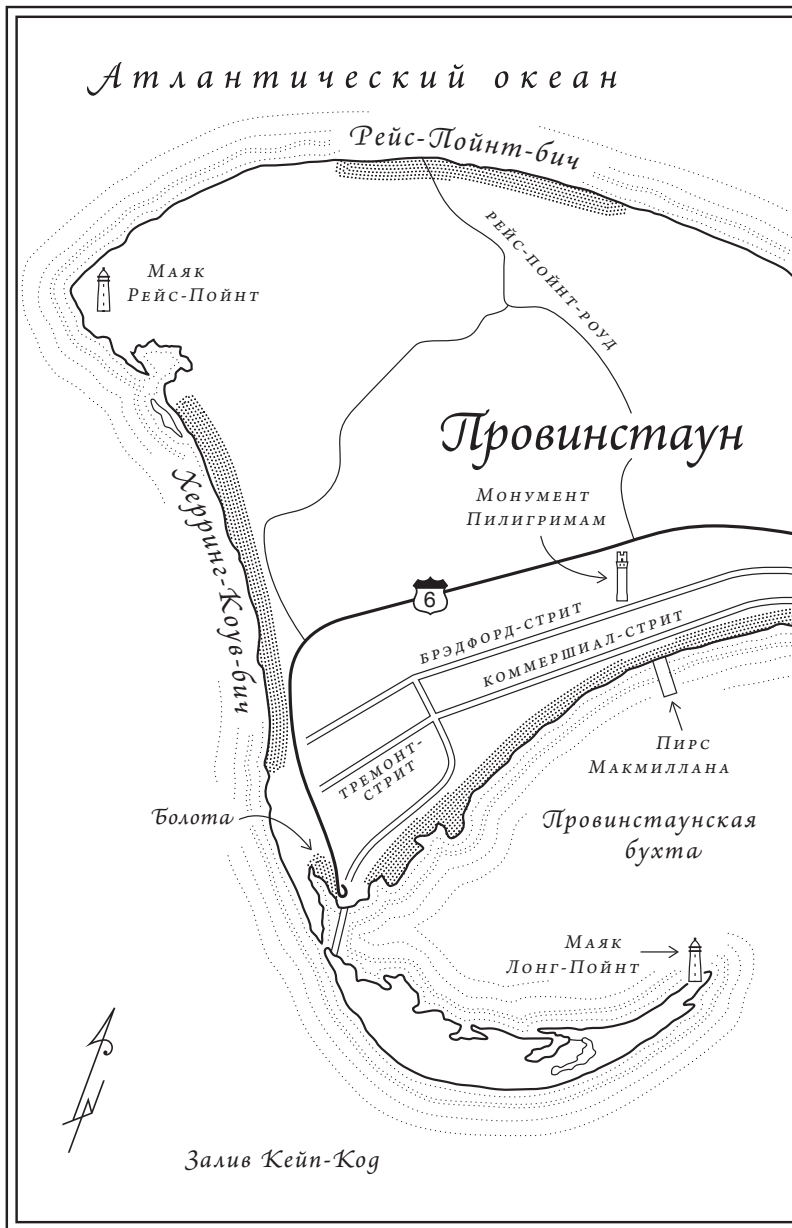 Атлантический океан
Рейс-Пойнт-бич
Рейс-Пойнт-роуд
Маяк
Рейс-Пойнт
Провинстаун
Монумент
Пилигримам
Херринг-Коув-бич
6
Брэдфорд-стрит
Коммершиал-стрит
Тремонт-
стрит
Пирс
Макмиллана
Болота
Провинстаунская
бухта
Маяк
Лонг-Пойнт
N
Залив Кейп-Код